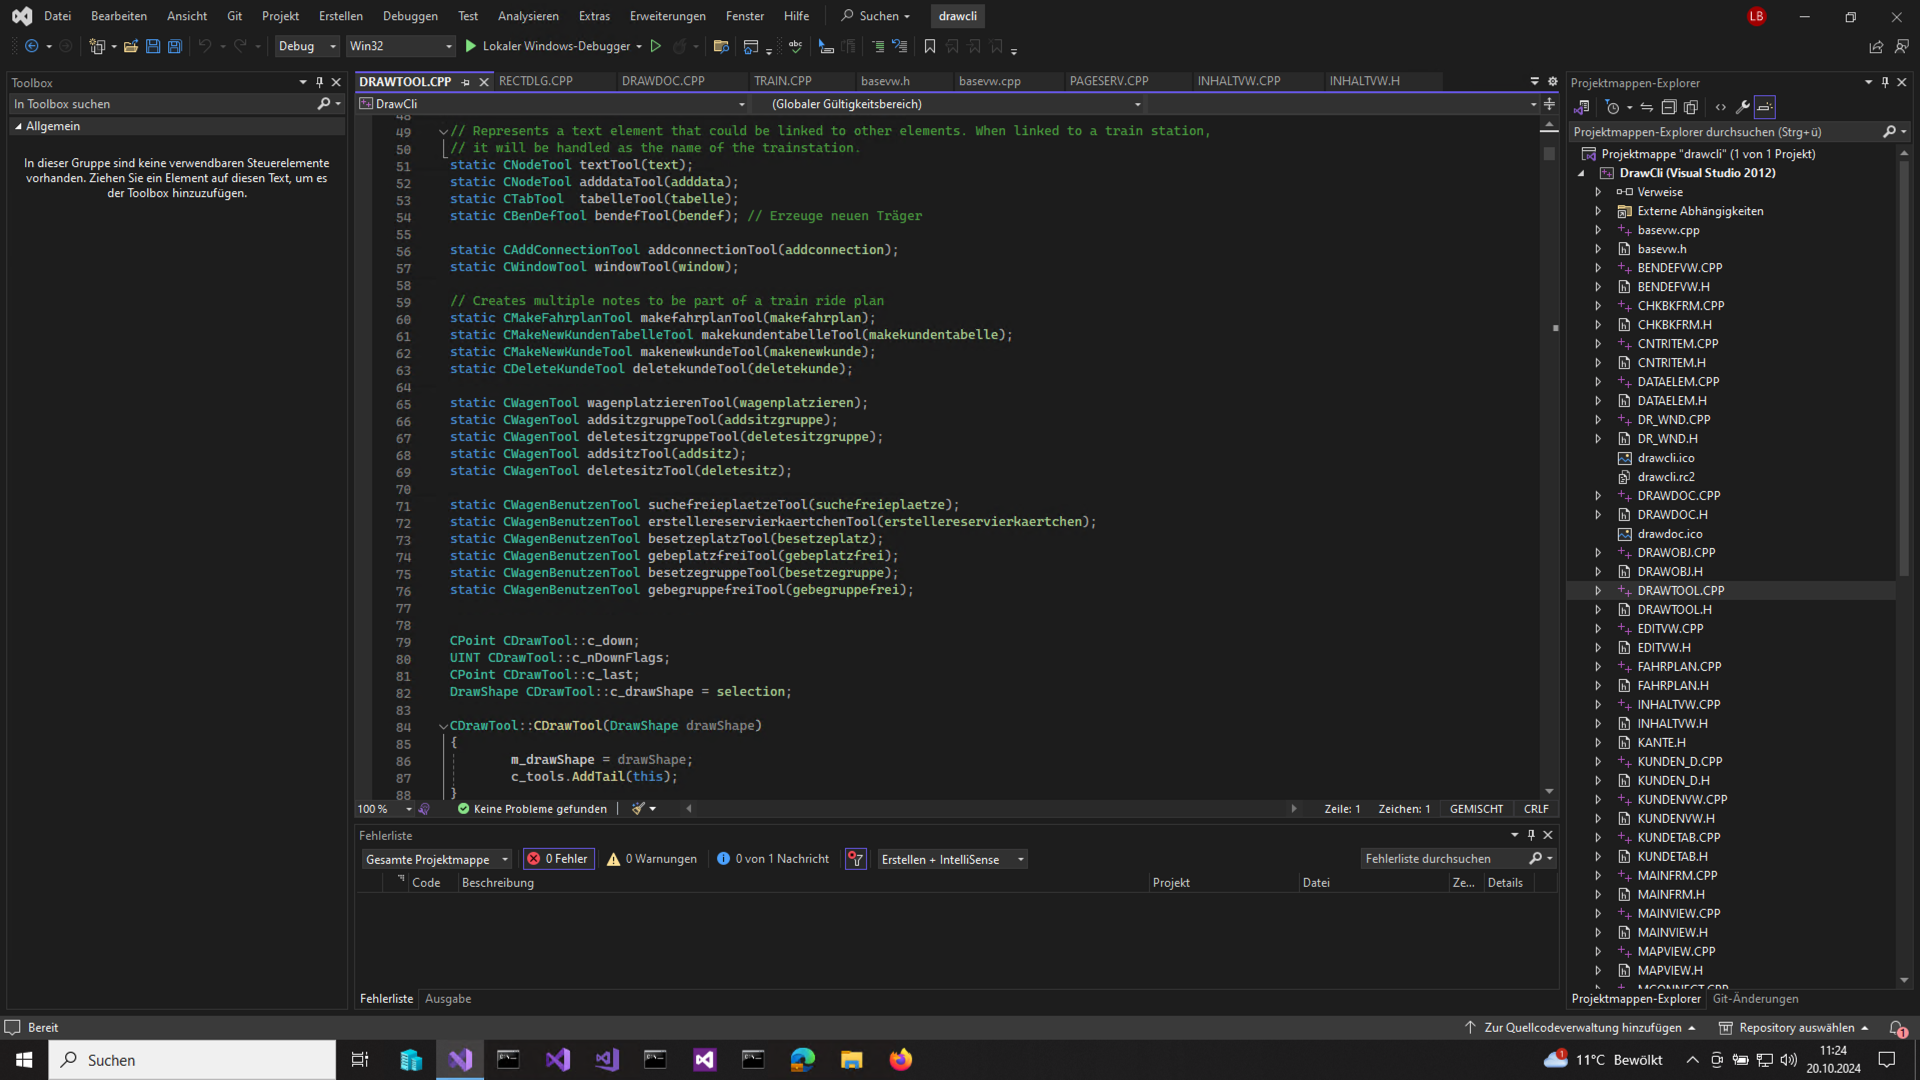 Datei Bearbeiten Ansicht Git Projekt Erstellen Debuggen Test Analysieren Extras Erweiterungen Fenster Hilfe Suchen drawcli LB
Debug Win32 Lokaler Windows-Debugger
Toolbox
In Toolbox suchen
Allgemein
In dieser Gruppe sind keine verwendbaren Steuerelemente
vorhanden. Ziehen Sie ein Element auf diesen Text, um es
der Toolbox hinzuzufügen.
DRAWTOOL.CPP RECTDLG.CPP DRAWDOC.CPP TRAIN.CPP basevw.h basevw.cpp PAGESERV.CPP INHALTVW.CPP INHALTVW.H
DrawCli (Globaler Gültigkeitsbereich)
48
49 // Represents a text element that could be linked to other elements. When linked to a train station,
50 // it will be handled as the name of the trainstation.
51 static CNodeTool textTool(text);
52 static CNodeTool adddataTool(adddata);
53 static CTabTool  tabelleTool(tabelle);
54 static CBenDefTool bendefTool(bendef); // Erzeuge neuen Träger
55
56 static CAddConnectionTool addconnectionTool(addconnection);
57 static CWindowTool windowTool(window);
58
59 // Creates multiple notes to be part of a train ride plan
60 static CMakeFahrplanTool makefahrplanTool(makefahrplan);
61 static CMakeNewKundenTabelleTool makekundentabelleTool(makekundentabelle);
62 static CMakeNewKundeTool makenewkundeTool(makenewkunde);
63 static CDeleteKundeTool deletekundeTool(deletekunde);
64
65 static CWagenTool wagenplatzierenTool(wagenplatzieren);
66 static CWagenTool addsitzgruppeTool(addsitzgruppe);
67 static CWagenTool deletesitzgruppeTool(deletesitzgruppe);
68 static CWagenTool addsitzTool(addsitz);
69 static CWagenTool deletesitzTool(deletesitz);
70
71 static CWagenBenutzenTool suchefreieplaetzeTool(suchefreieplaetze);
72 static CWagenBenutzenTool erstellereservierkaertchenTool(erstellereservierkaertchen);
73 static CWagenBenutzenTool besetzeplatzTool(besetzeplatz);
74 static CWagenBenutzenTool gebeplatzfreiTool(gebeplatzfrei);
75 static CWagenBenutzenTool besetzegruppeTool(besetzegruppe);
76 static CWagenBenutzenTool gebegruppefreiTool(gebegruppefrei);
77
78
79 CPoint CDrawTool::c_down;
80 UINT CDrawTool::c_nDownFlags;
81 CPoint CDrawTool::c_last;
82 DrawShape CDrawTool::c_drawShape = selection;
83
84 CDrawTool::CDrawTool(DrawShape drawShape)
85 {
86 m_drawShape = drawShape;
87 c_tools.AddTail(this);
88 }
100 % Keine Probleme gefunden Zeile: 1 Zeichen: 1 GEMISCHT CRLF
Fehlerliste
Gesamte Projektmappe 0 Fehler 0 Warnungen 0 von 1 Nachricht Erstellen + IntelliSense Fehlerliste durchsuchen
Code Beschreibung Projekt Datei Ze... Details
Fehlerliste Ausgabe
Projektmappen-Explorer
Projektmappen-Explorer durchsuchen (Strg+ü)
Projektmappe "drawcli" (1 von 1 Projekt)
DrawCli (Visual Studio 2012)
Verweise
Externe Abhängigkeiten
basevw.cpp
basevw.h
BENDEFVW.CPP
BENDEFVW.H
CHKBKFRM.CPP
CHKBKFRM.H
CNTRITEM.CPP
CNTRITEM.H
DATAELEM.CPP
DATAELEM.H
DR_WND.CPP
DR_WND.H
drawcli.ico
drawcli.rc2
DRAWDOC.CPP
DRAWDOC.H
drawdoc.ico
DRAWOBJ.CPP
DRAWOBJ.H
DRAWTOOL.CPP
DRAWTOOL.H
EDITVW.CPP
EDITVW.H
FAHRPLAN.CPP
FAHRPLAN.H
INHALTVW.CPP
INHALTVW.H
KANTE.H
KUNDEN_D.CPP
KUNDEN_D.H
KUNDENVW.CPP
KUNDENVW.H
KUNDETAB.CPP
KUNDETAB.H
MAINFRM.CPP
MAINFRM.H
MAINVIEW.CPP
MAINVIEW.H
MAPVIEW.CPP
MAPVIEW.H
MCONNECT.CPP
Projektmappen-Explorer Git-Änderungen
Bereit Zur Quellcodeverwaltung hinzufügen Repository auswählen 1
Suchen 1 11°C Bewölkt 11:24
20.10.2024